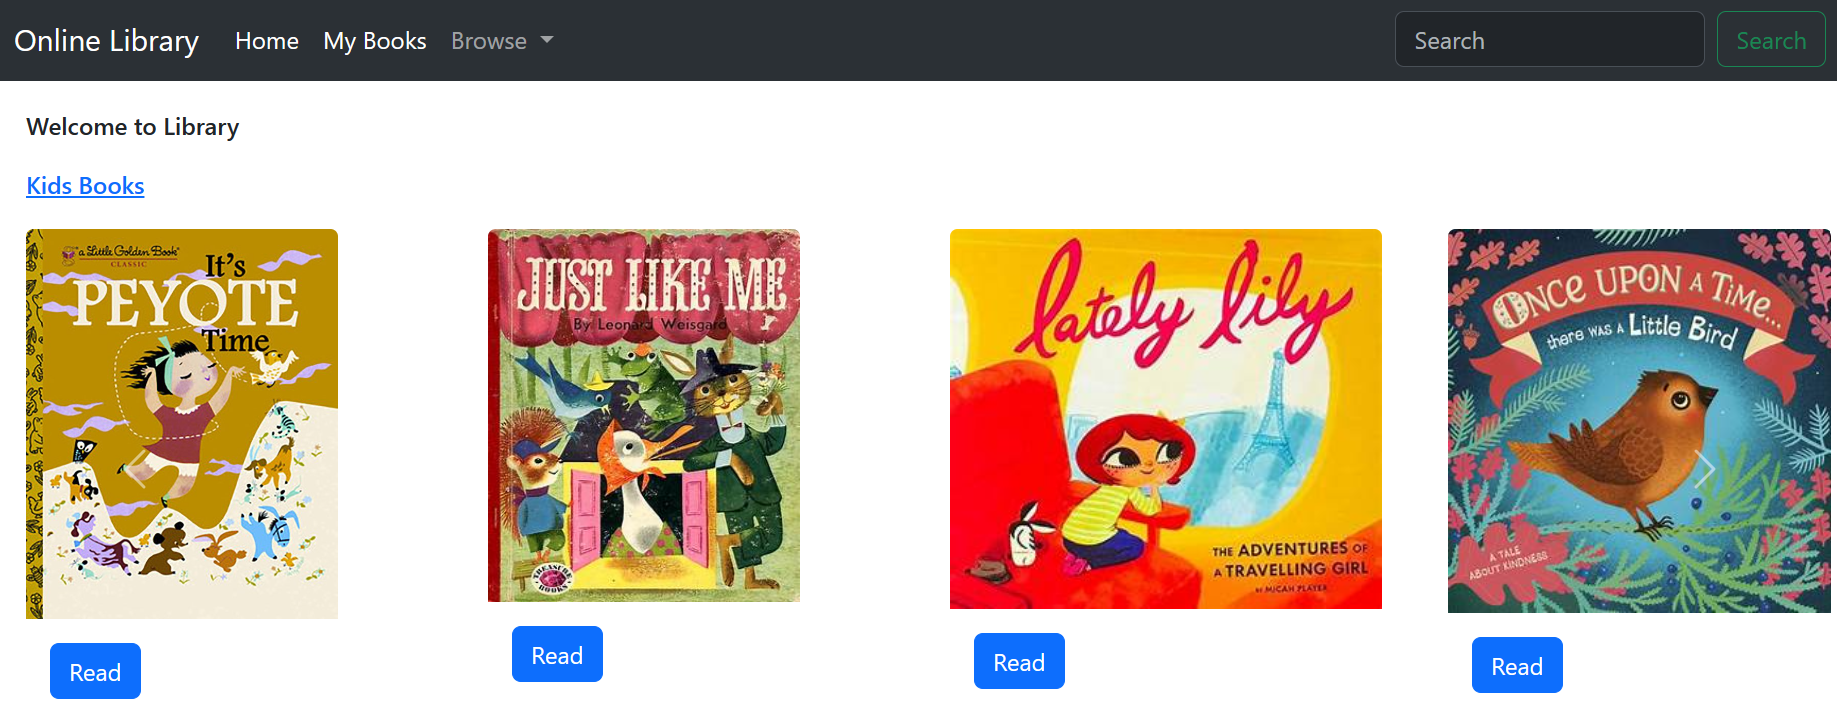 Online Library Home My Books Browse Search Search
Welcome to Library
Kids Books
a Little Golden Book
CLASSIC
It's
PEYOTE
Time
JUST LIKE ME
By Leonard Weisgard
TREASURE
BOOKS
lately lily
THE ADVENTURES OF
A TRAVELLING GIRL
BY MICAH PLAYER
ONCE UPON A TIME...
there WAS A Little Bird
A TALE
ABOUT KINDNESS
Read Read Read Read